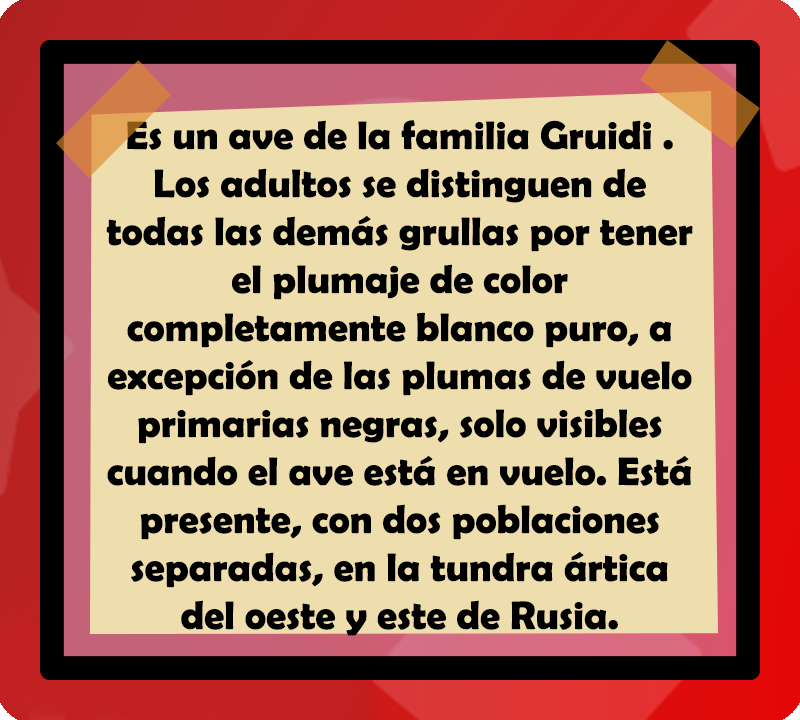 Es un ave de la familia Gruidi .
Los adultos se distinguen de
todas las demás grullas por tener
el plumaje de color
completamente blanco puro, a
excepción de las plumas de vuelo
primarias negras, solo visibles
cuando el ave está en vuelo. Está
presente, con dos poblaciones
separadas, en la tundra ártica
del oeste y este de Rusia.